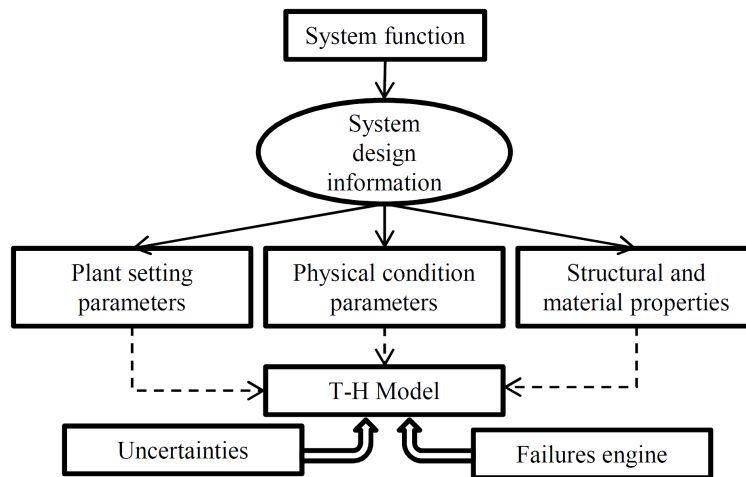 System function
System
design
information
Plant setting
parameters
Physical condition
parameters
Structural and
material properties
T-H Model
Uncertainties
Failures engine